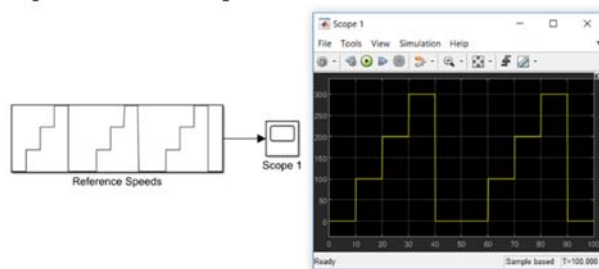 Scope 1
File Tools View Simulation Help
300
250
200
150
100
50
0
0 10 20 30 40 50 60 70 80 90 100
Ready Sample based T=100.000
Reference Speeds
Scope 1